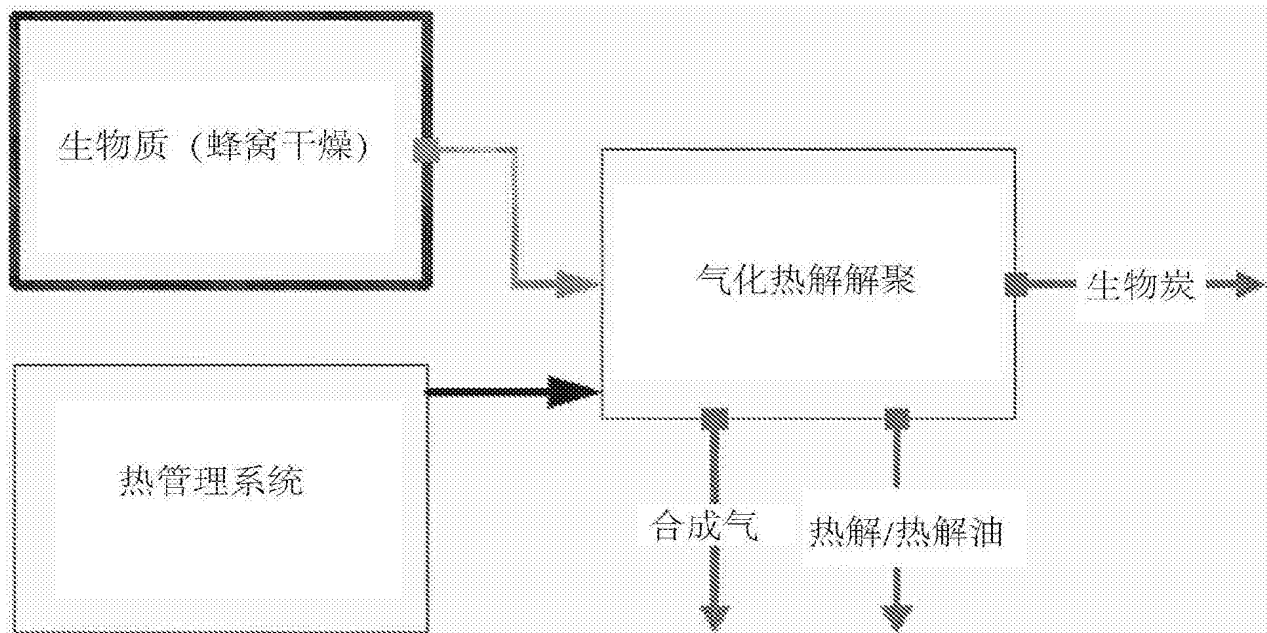 生物质（蜂窝干燥）
气化热解解聚
生物炭
热管理系统
合成气
热解/热解油